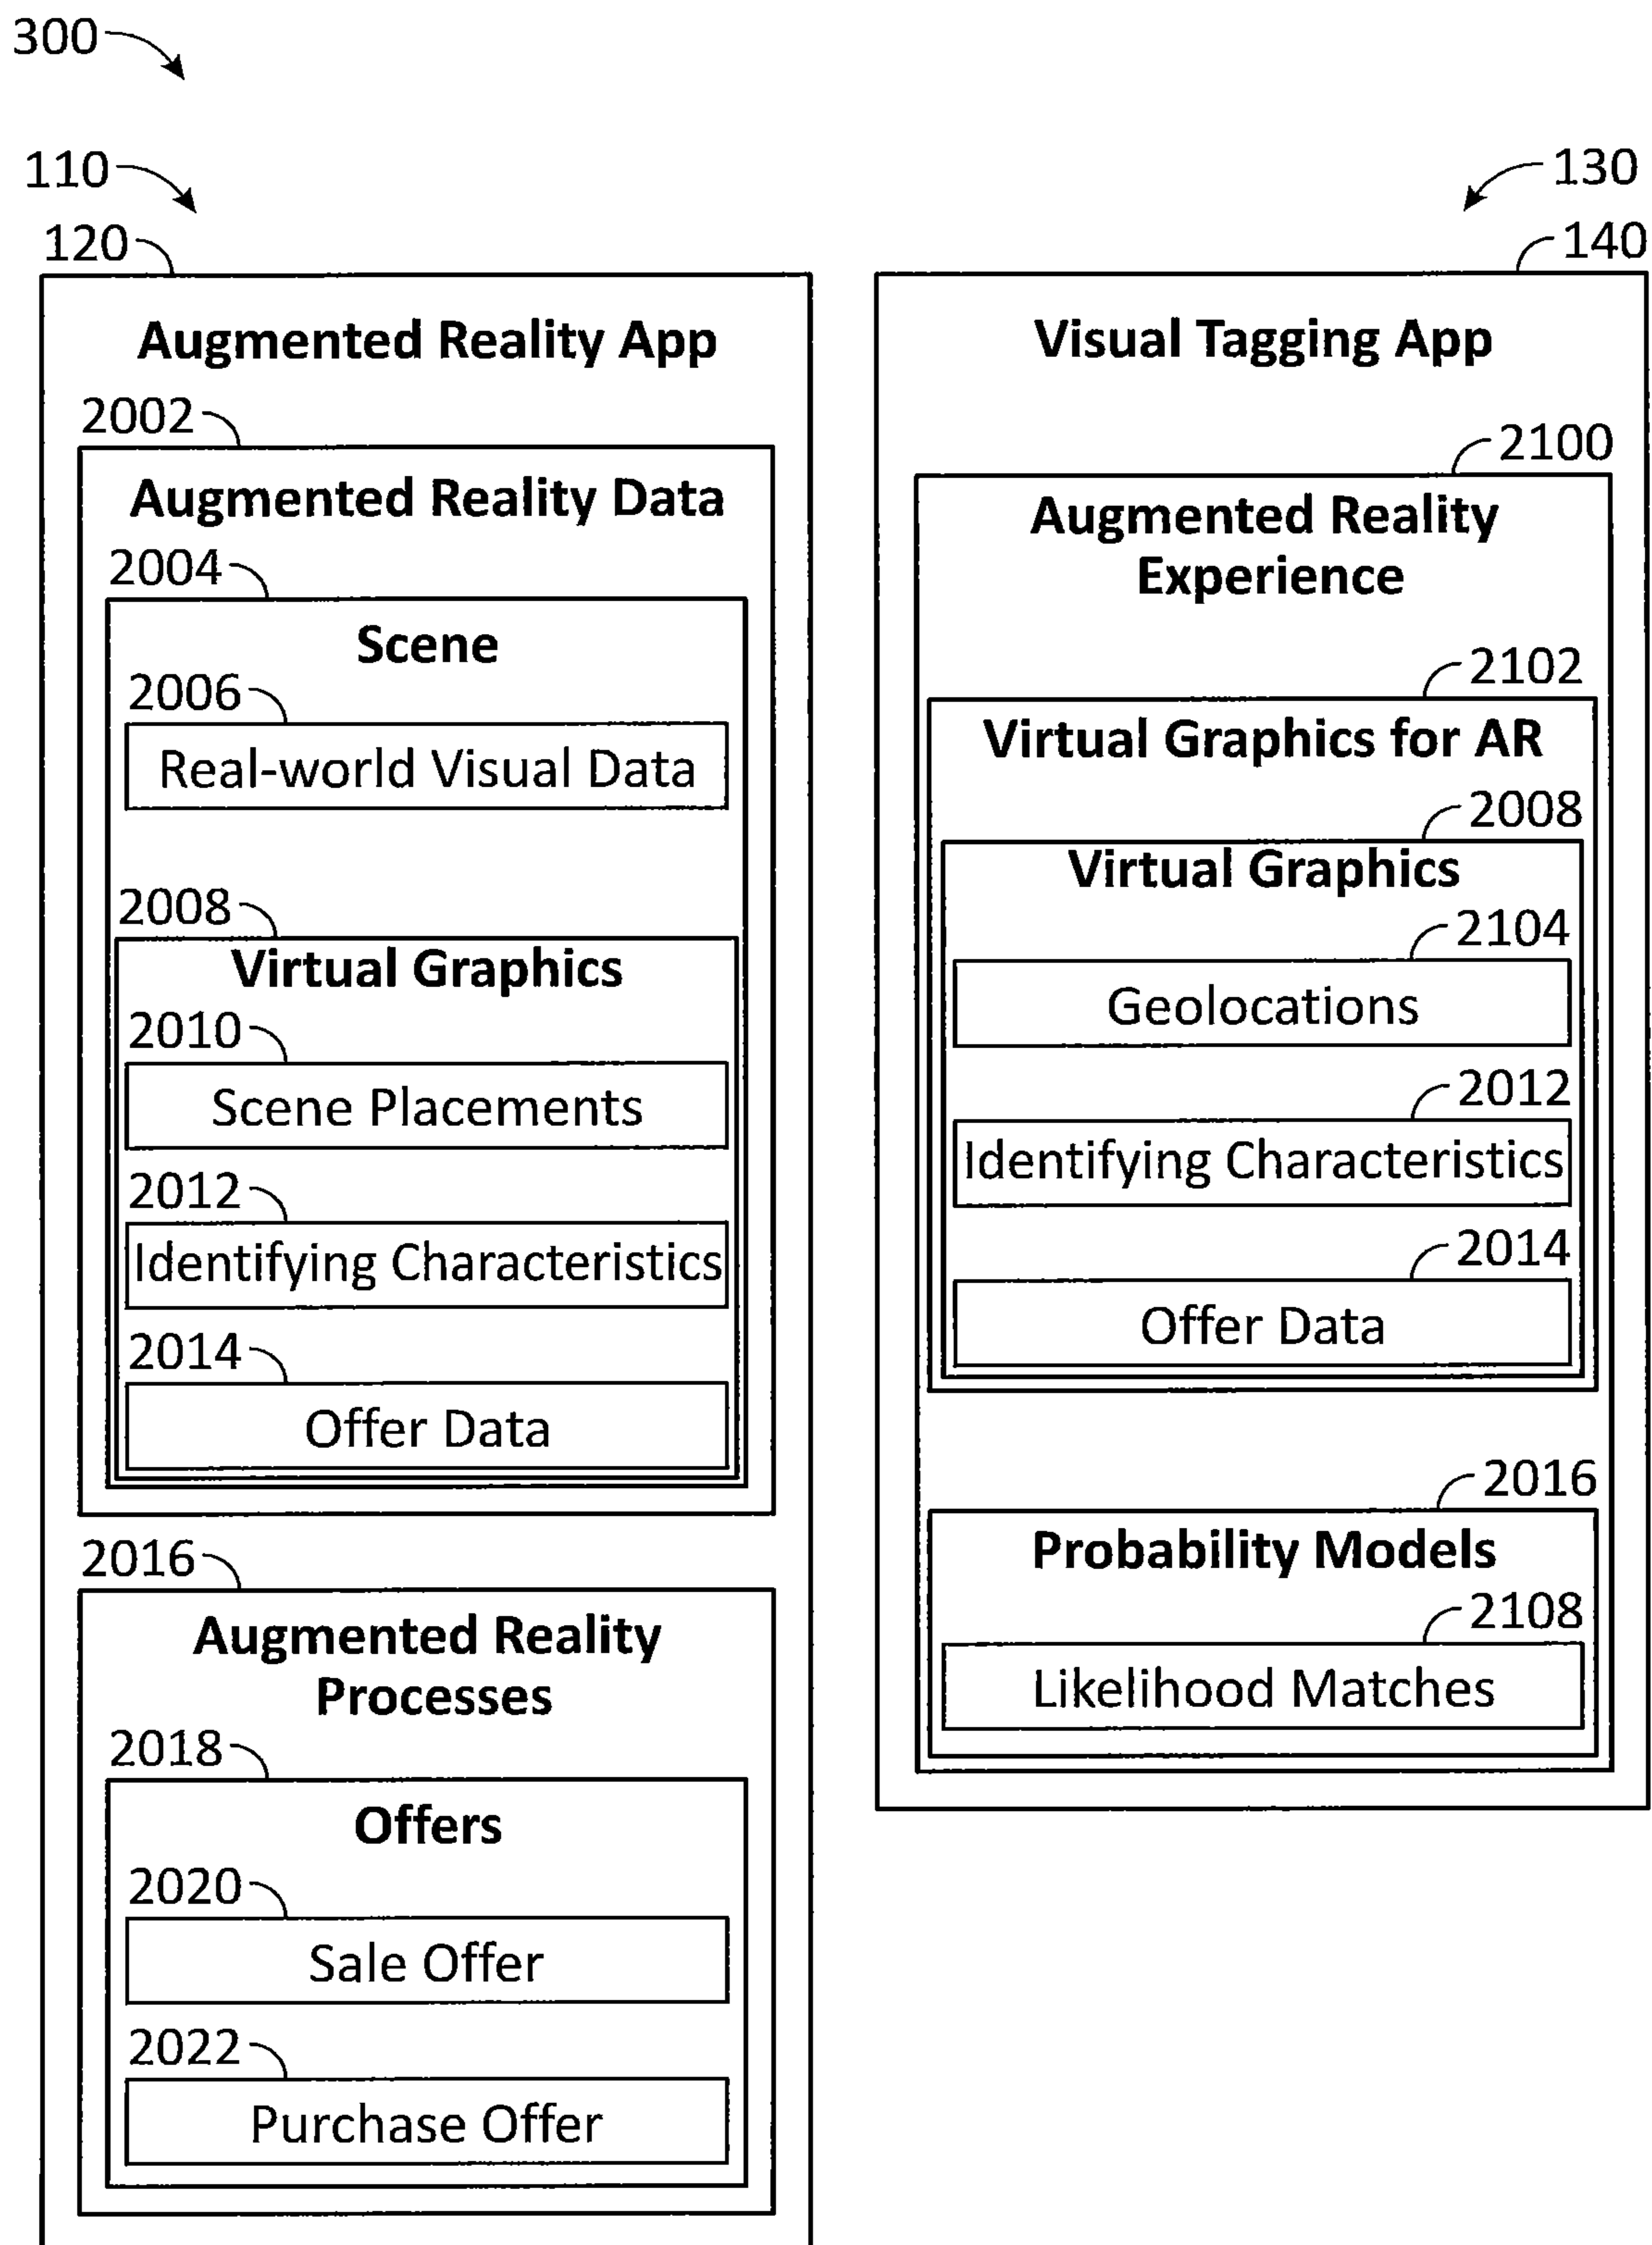 300
110
120
Augmented Reality App
2002
Augmented Reality Data
2004
Scene
2006
Real-world Visual Data
2008
Virtual Graphics
2010
Scene Placements
2012
Identifying Characteristics
2014
Offer Data
2016
Augmented Reality
Processes
2018
Offers
2020
Sale Offer
2022
Purchase Offer
130
140
Visual Tagging App
2100
Augmented Reality
Experience
2102
Virtual Graphics for AR
2008
Virtual Graphics
2104
Geolocations
2012
Identifying Characteristics
2014
Offer Data
2016
Probability Models
2108
Likelihood Matches